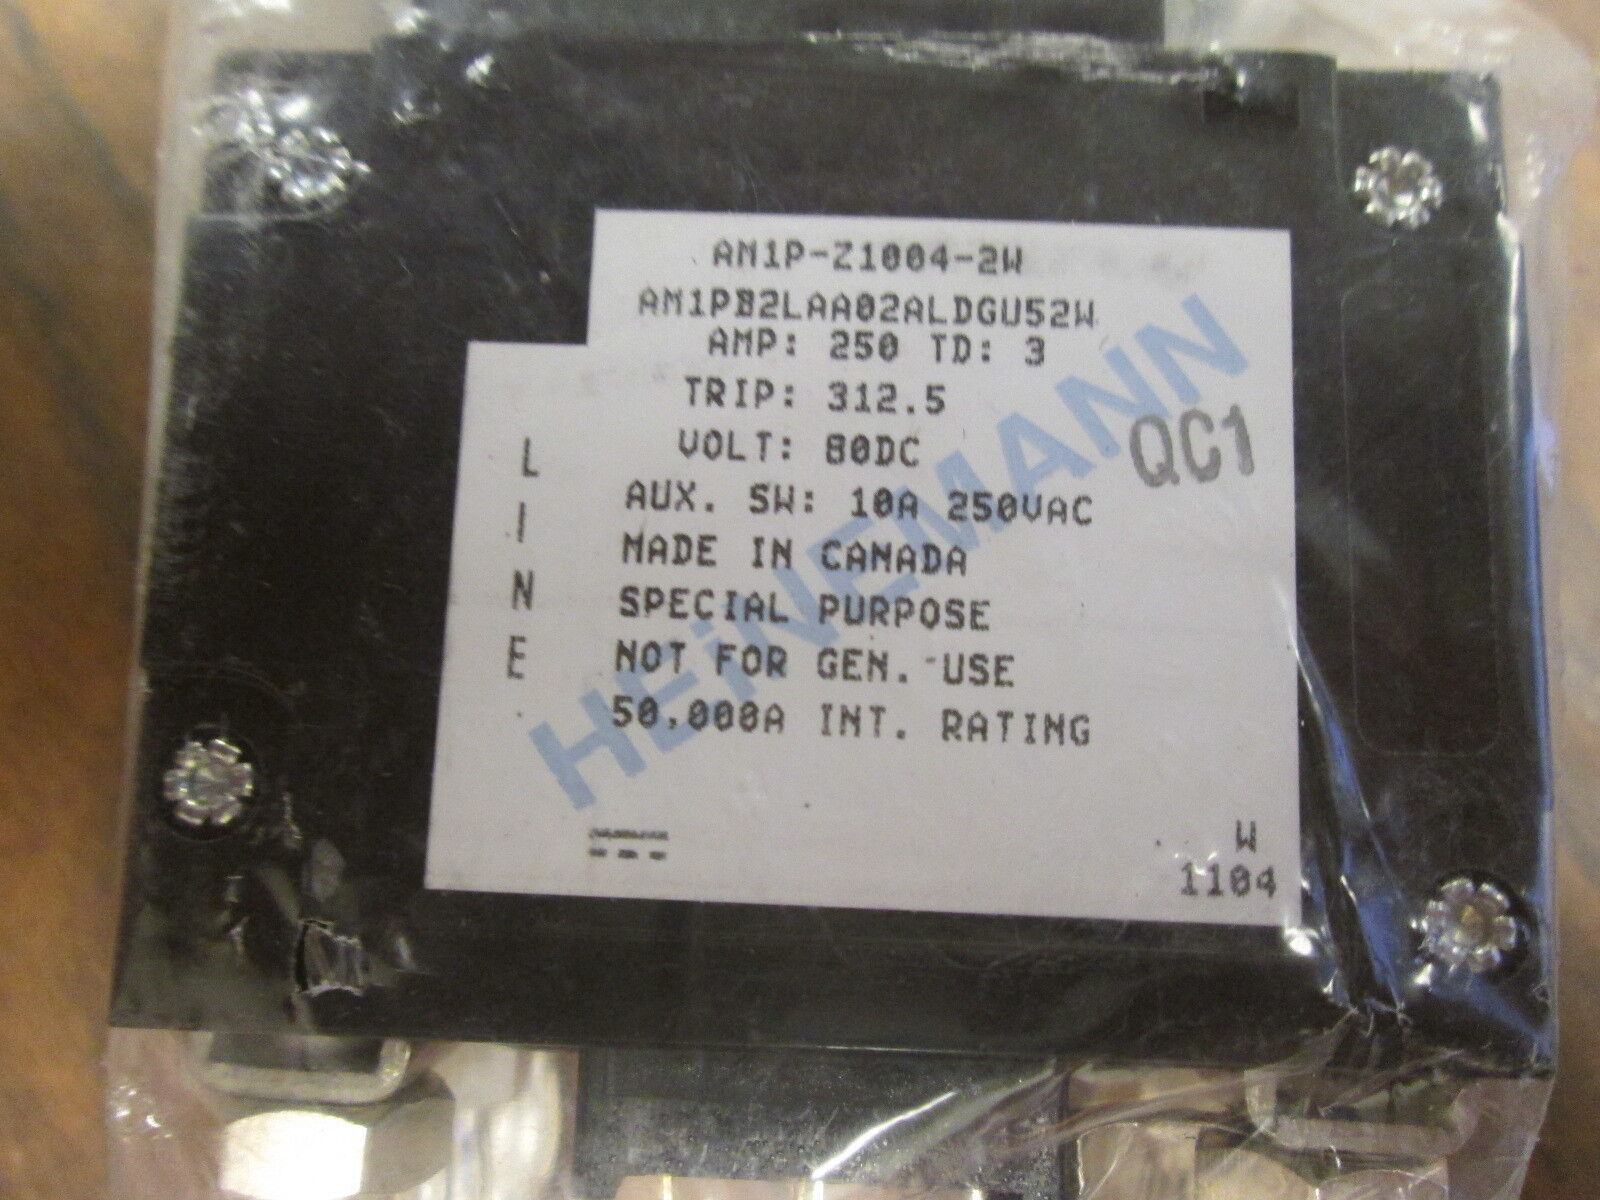 AM1P-Z1004-2W
AM1PB2LAA02ALDGU52W
AMP: 250 TD: 3
TRIP: 312.5
VOLT: 80DC
QC1
AUX. SW: 10A 250VAC
MADE IN CANADA
SPECIAL PURPOSE
NOT FOR GEN. USE
50,000A INT. RATING
LINE
HEINEMANN
W
1104